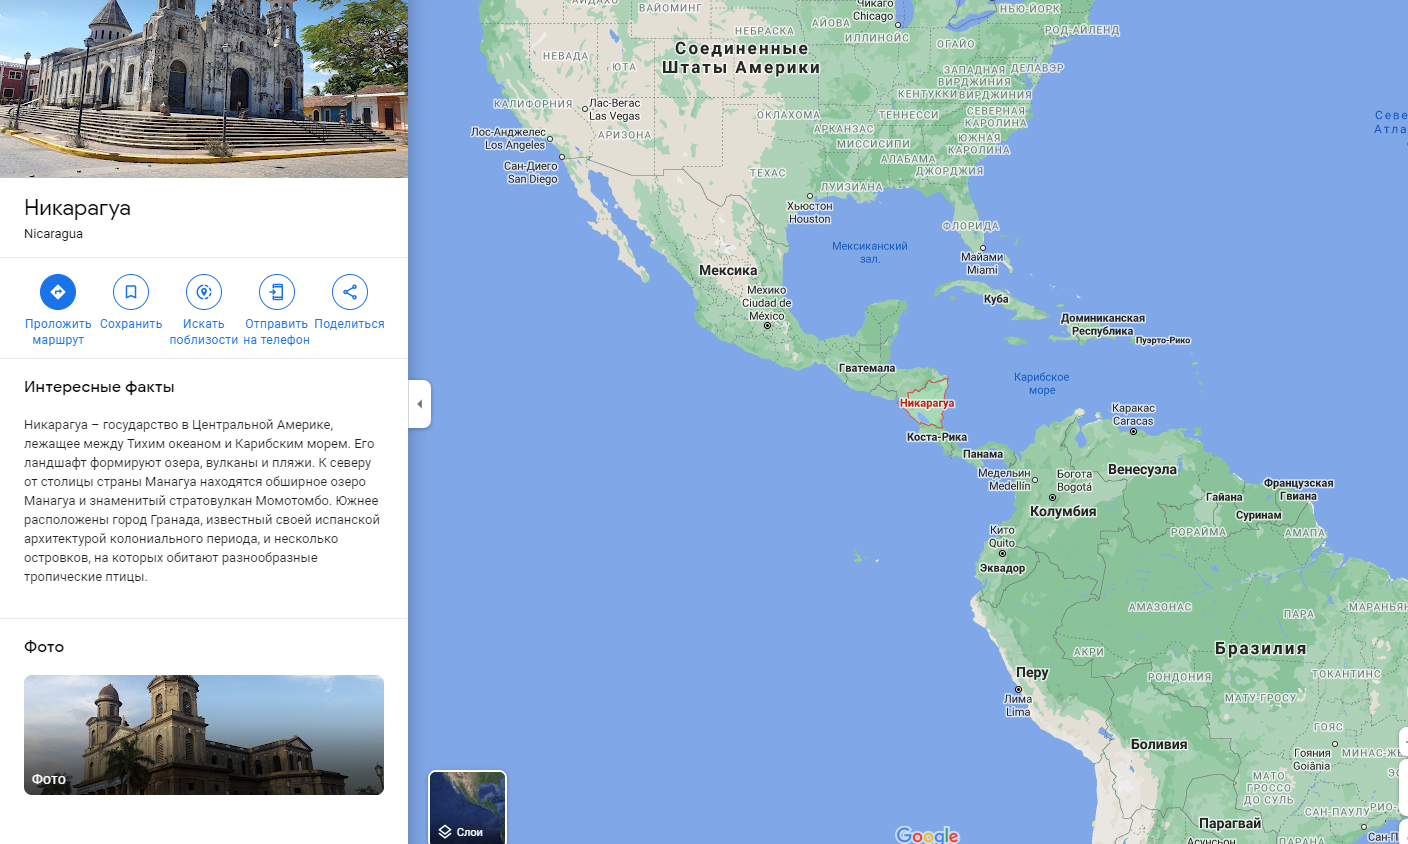 Никарагуа
Nicaragua
Проложить
маршрут
Сохранить
Искать
поблизости
Отправить
на телефон
Поделиться
Интересные факты
Никарагуа – государство в Центральной Америке,
лежащее между Тихим океаном и Карибским морем. Его
ландшафт формируют озера, вулканы и пляжи. К северу
от столицы страны Манагуа находятся обширное озеро
Манагуа и знаменитый стратовулкан Момотомбо. Южнее
расположены город Гранада, известный своей испанской
архитектурой колониального периода, и несколько
островков, на которых обитают разнообразные
тропические птицы.
Фото
Фото
Слои
АЙДАХО
ВАЙОМИНГ
Чикаго
Chicago
НЬЮ-ЙОРК
АЙОВА
НЕБРАСКА
ИЛЛИНОЙС
ОГАЙО
РОД-АЙЛЕНД
Соединенные
Штаты Америки
НЕВАДА
ЮТА
ЗАПАДНАЯ
ВИРДЖИНИЯ
ДЕЛАВЭР
КЕНТУККИ
ВИРДЖИНИЯ
КАЛИФОРНИЯ
Лас-Вегас
Las Vegas
ОКЛАХОМА
ТЕННЕССИ
СЕВЕРНАЯ
КАРОЛИНА
Севе
Атла
Лос-Анджелес
Los Angeles
АРИЗОНА
АРКАНЗАС
МИССИСИПИ
ЮЖНАЯ
КАРОЛИНА
Сан-Диего
San Diego
ТЕХАС
АЛАБАМА
ДЖОРДЖИЯ
ЛУИЗИАНА
Хьюстон
Houston
ФЛОРИДА
Мексиканский
зал.
Майами
Miami
Мексика
Мехико
Ciudad de
México
Куба
Доминиканская
Республика
Пуэрто-Рико
Гватемала
Карибское
море
Никарагуа
Каракас
Caracas
Коста-Рика
Панама
Медельин
Medellín
Богота
Bogotá
Венесуэла
Французская
Гвиана
Гайана
Суринам
Колумбия
РОРАЙМА
АМАПА
Кито
Quito
Эквадор
АМАЗОНАС
ПАРА
МАРАНЬЯН
АКРИ
Бразилия
Перу
РОНДОНИЯ
ТОКАНТИНС
Лима
Lima
МАТУ-ГРОСУ
ГОЯС
Боливия
Гояния
Goiânia
МИНАС-ЖЕ
МАТО
ГРОССО
ДО СУЛЬ
ЭС
САН-ПАУЛУ
РИО-
Парагвай
Сан-П
Асунсьон
ПАРАНА
Google